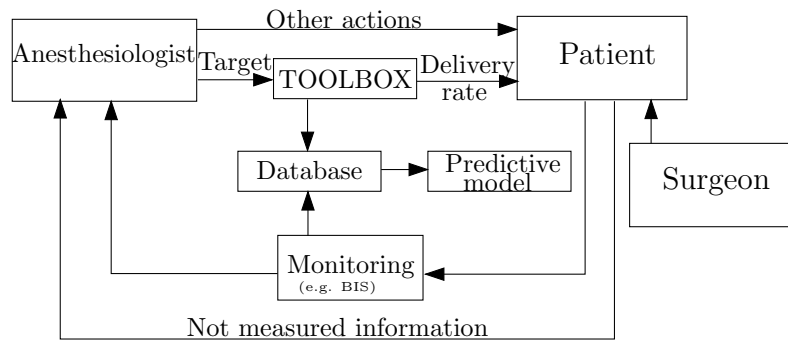 Other actions
Anesthesiologist
Target
TOOLBOX
Delivery
rate
Patient
Database
Predictive
model
Surgeon
Monitoring
(e.g. BIS)
Not measured information